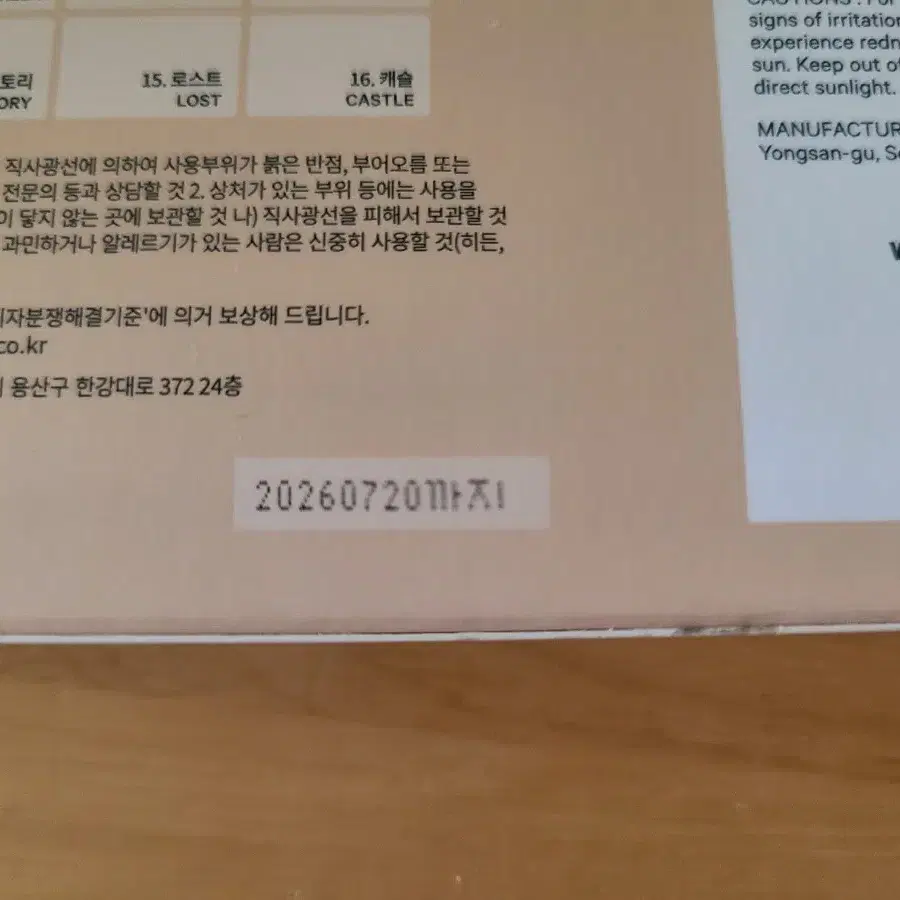 토리
ORY
15. 로스트
LOST
16. 캐슬
CASTLE
직사광선에 의하여 사용부위가 붉은 반점, 부어오름 또는
전문의 등과 상담할 것 2. 상처가 있는 부위 등에는 사용을
이 닿지 않는 곳에 보관할 것 나) 직사광선을 피해서 보관할 것
과민하거나 알레르기가 있는 사람은 신중히 사용할 것(히든,
비자분쟁해결기준'에 의거 보상해 드립니다.
co.kr
용산구 한강대로 372 24층
20260720까지
signs of irritation
experience redn
sun. Keep out of
direct sunlight.
MANUFACTUR
Yongsan-gu, Se